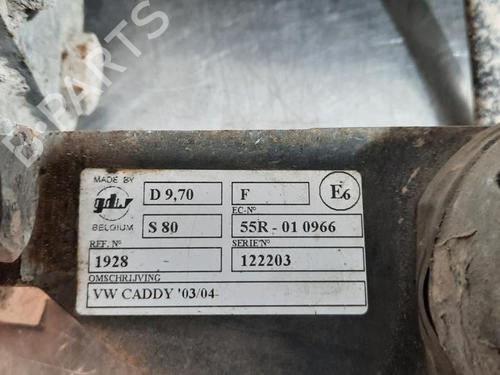 B-PARTS
MADE BY
gdw
BELGIUM
D 9,70
F
E6
EC-N°
S 80
55R - 01 0966
REF. N°
SERIE'N°
1928
122203
OMSCHRIJVING
VW CADDY '03/04-